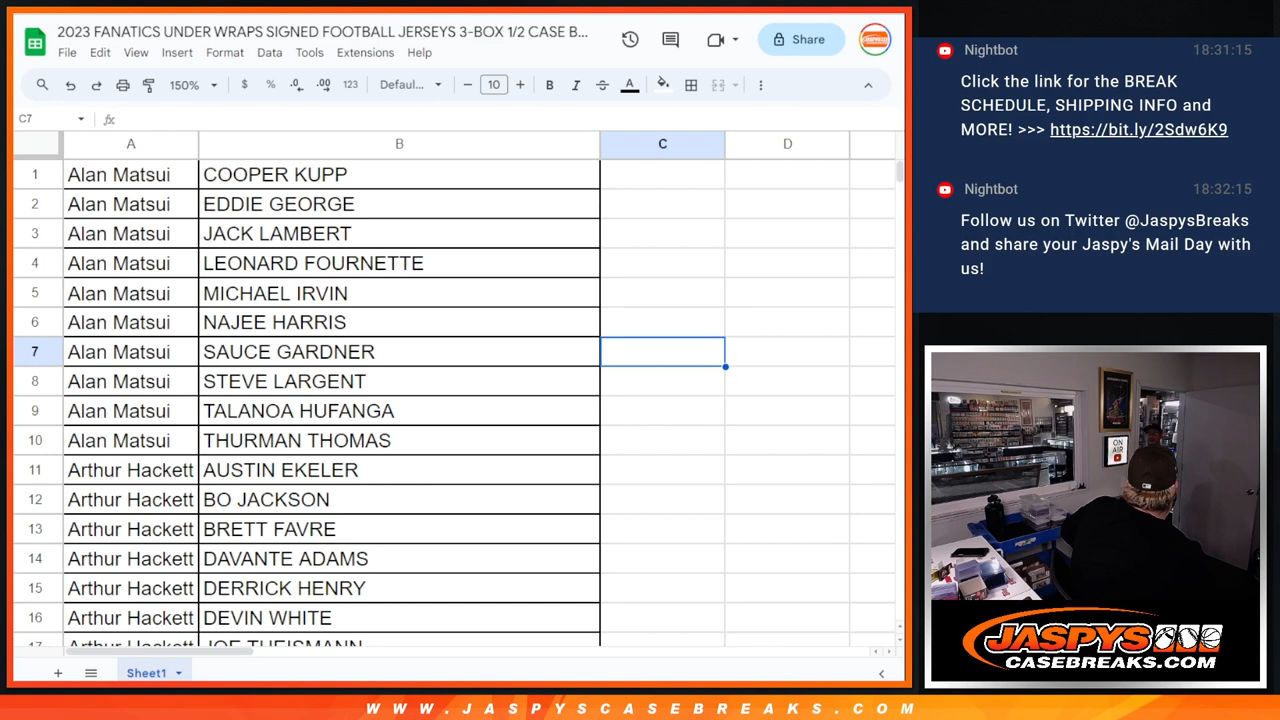 2023 FANATICS UNDER WRAPS SIGNED FOOTBALL JERSEYS 3-BOX 1/2 CASE B...
File Edit View Insert Format Data Tools Extensions Help
Share
150% $ % .0 .00 123 Defaul... 10 B I S A
C7 fx
A B C D
1 Alan Matsui COOPER KUPP
2 Alan Matsui EDDIE GEORGE
3 Alan Matsui JACK LAMBERT
4 Alan Matsui LEONARD FOURNETTE
5 Alan Matsui MICHAEL IRVIN
6 Alan Matsui NAJEE HARRIS
7 Alan Matsui SAUCE GARDNER
8 Alan Matsui STEVE LARGENT
9 Alan Matsui TALANOA HUFANGA
10 Alan Matsui THURMAN THOMAS
11 Arthur Hackett AUSTIN EKELER
12 Arthur Hackett BO JACKSON
13 Arthur Hackett BRETT FAVRE
14 Arthur Hackett DAVANTE ADAMS
15 Arthur Hackett DERRICK HENRY
16 Arthur Hackett DEVIN WHITE
17 Arthur Hackett JOE THEISMANN
Sheet1
Nightbot 18:31:15
Click the link for the BREAK
SCHEDULE, SHIPPING INFO and
MORE! >>> https://bit.ly/2Sdw6K9
Nightbot 18:32:15
Follow us on Twitter @JaspysBreaks
and share your Jaspy's Mail Day with
us!
ON
AIR
JASPYS
CASEBREAKS.COM
WWW.JASPYSCASEBREAKS.COM